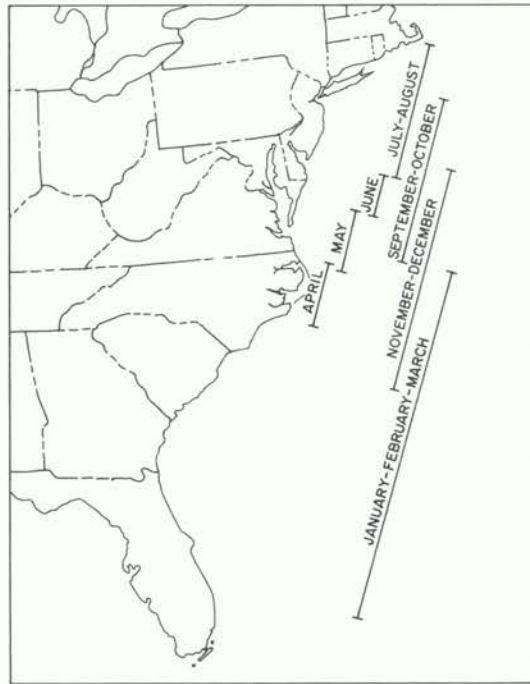 APRIL
MAY
JUNE
JULY-AUGUST
SEPTEMBER-OCTOBER
NOVEMBER-DECEMBER
JANUARY-FEBRUARY-MARCH